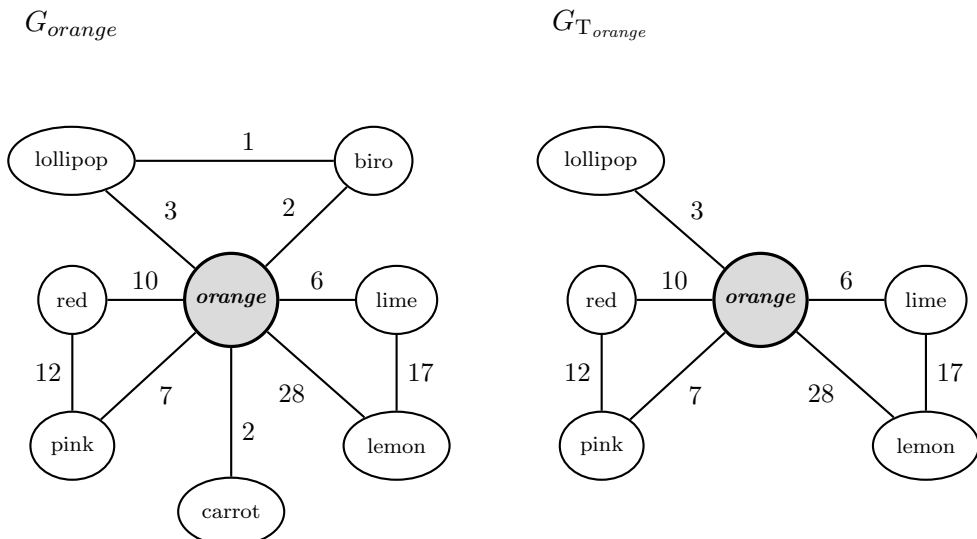 G_orange G_T_orange
1
lollipop biro lollipop
3 2 3
10 6 10 6
red orange lime red orange lime
12 17 12 17
7 28 7 28
pink lemon pink lemon
2
carrot